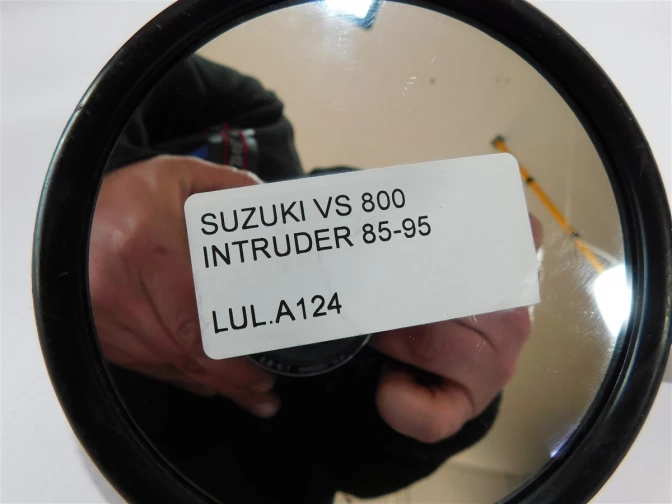 SUZUKI VS 800
INTRUDER 85-95
LUL.A124